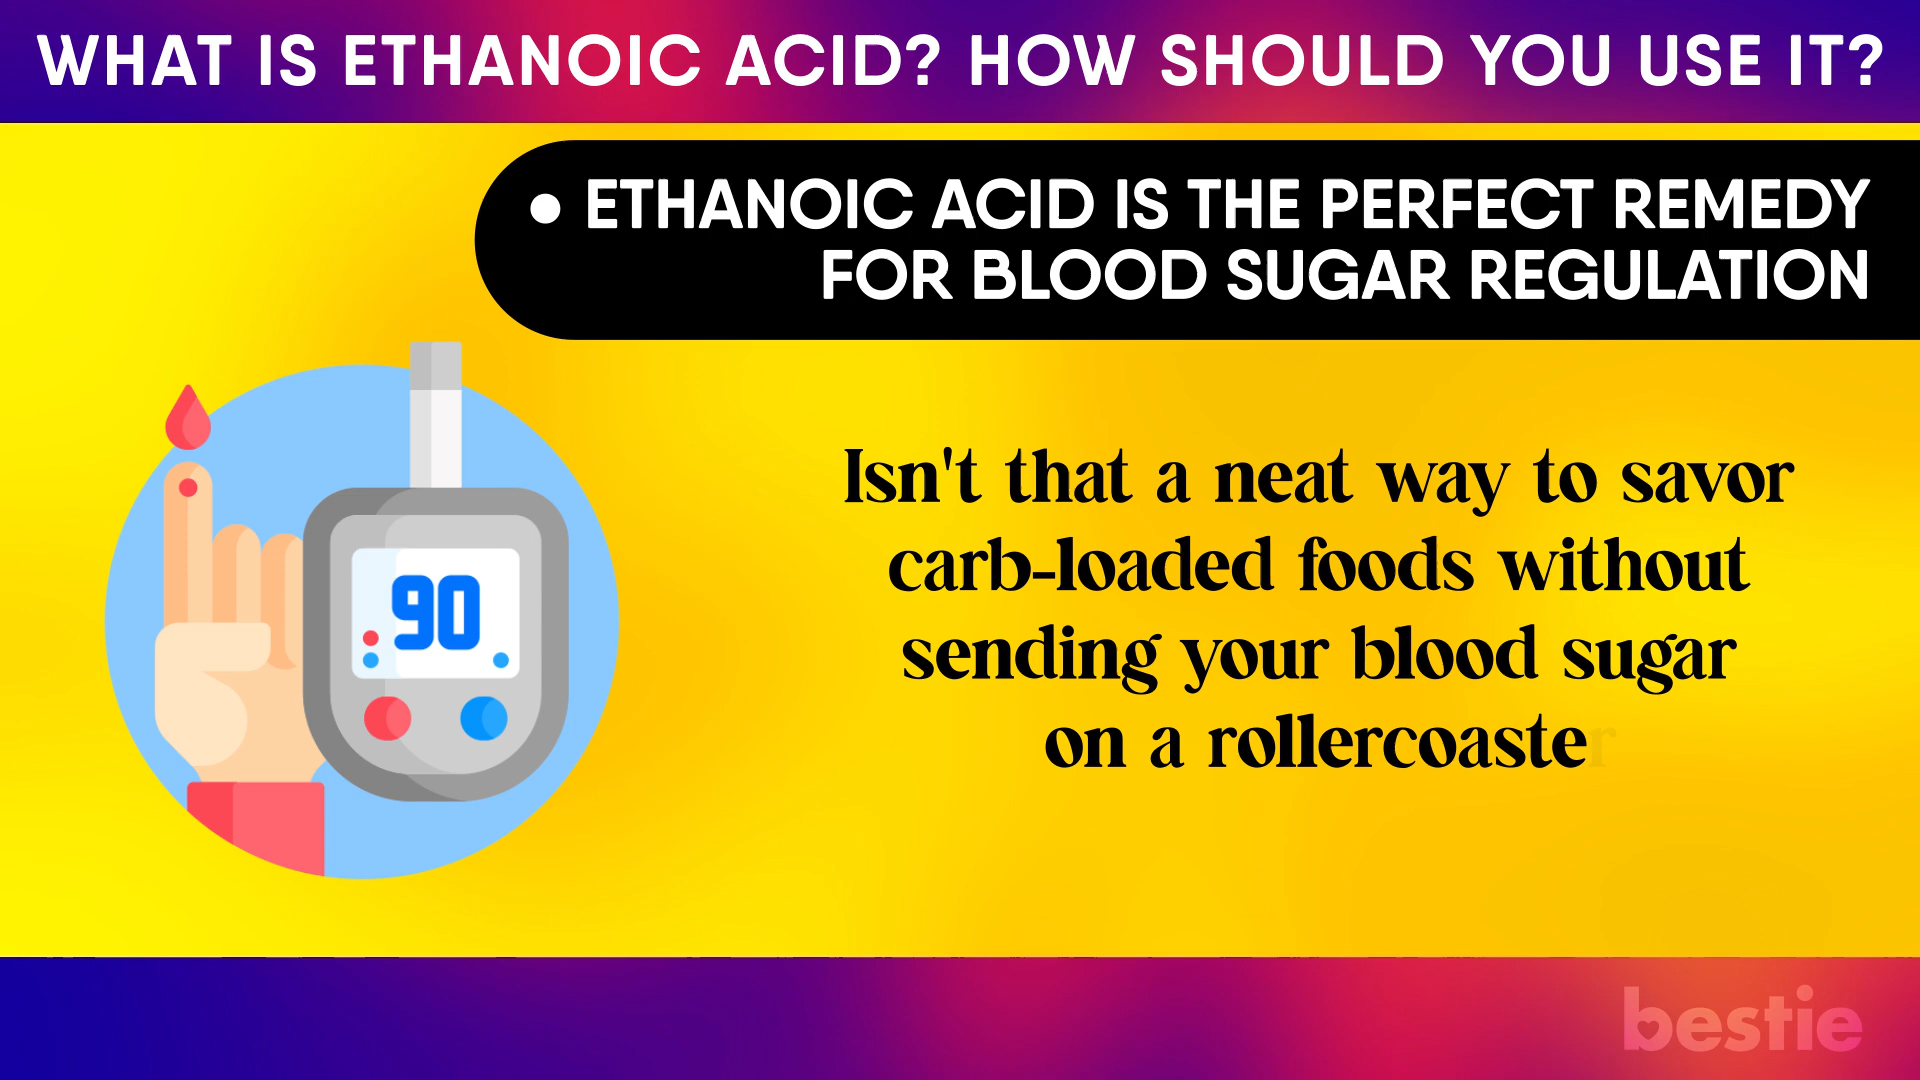 WHAT IS ETHANOIC ACID? HOW SHOULD YOU USE IT?
• ETHANOIC ACID IS THE PERFECT REMEDY
FOR BLOOD SUGAR REGULATION
90
Isn't that a neat way to savor
carb-loaded foods without
sending your blood sugar
on a rollercoaster
bestie